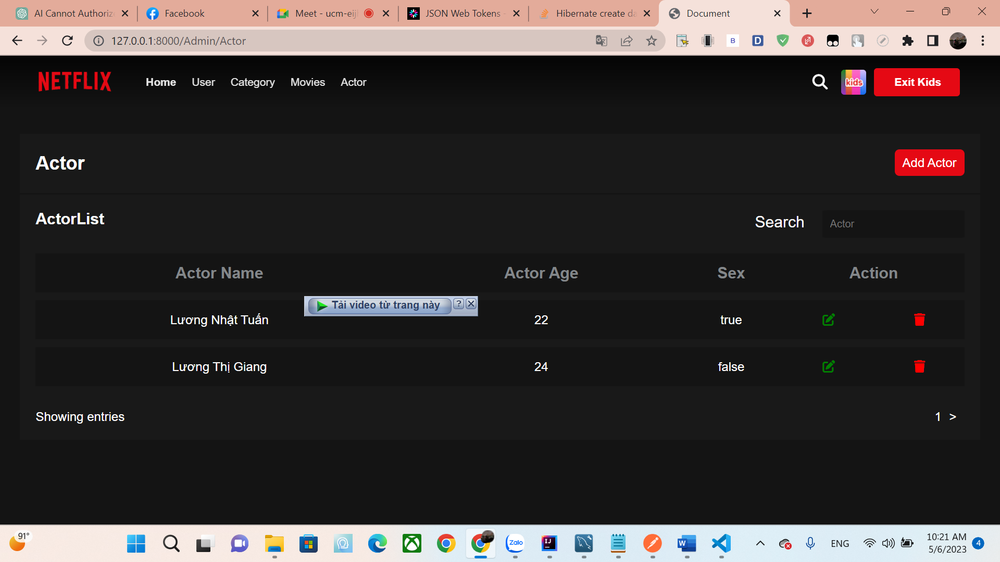 AI Cannot Authoriz
Facebook
Meet - ucm-eijl
JSON Web Tokens -
Hibernate create da
Document
127.0.0.1:8000/Admin/Actor
B
D
NETFLIX
Home
User
Category
Movies
Actor
kids
Exit Kids
Actor
Add Actor
ActorList
Search
Actor
Actor Name
Actor Age
Sex
Action
Tải video từ trang này
?
Lương Nhật Tuấn
22
true
Lương Thị Giang
24
false
Showing entries
1 >
91°
Zalo
IJ
W
ENG
10:21 AM
5/6/2023
4